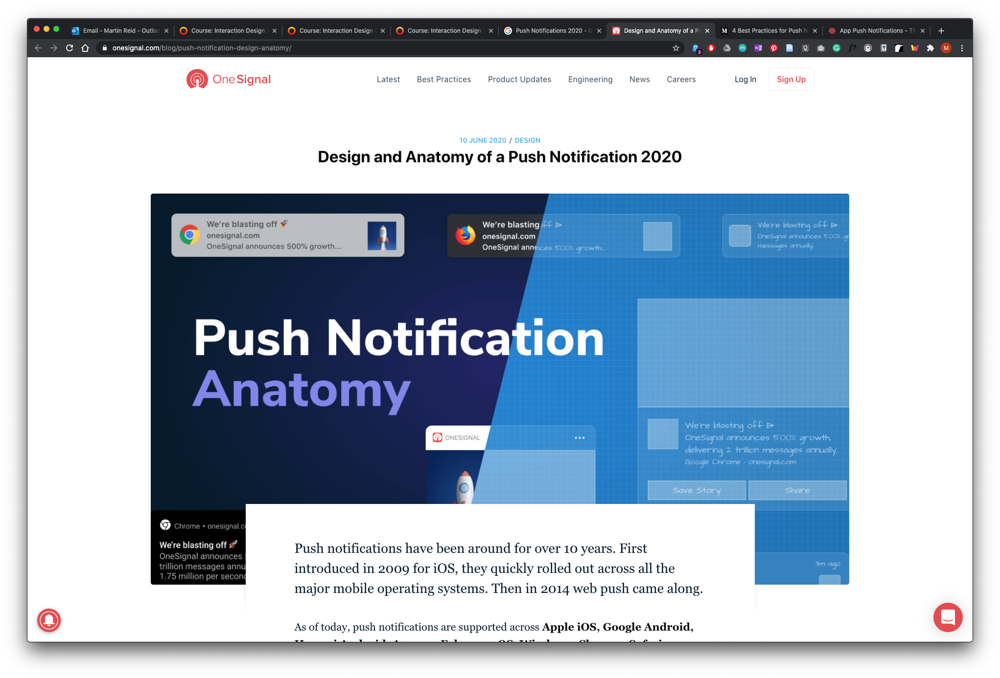 Email - Martin Reid - Outloo
Course: Interaction Design
Course: Interaction Design
Course: Interaction Design
Push Notifications 2020 - G
Design and Anatomy of a Pu
4 Best Practices for Push N
App Push Notifications - Th
onesignal.com/blog/push-notification-design-anatomy/
3
M
OneSignal
Latest
Best Practices
Product Updates
Engineering
News
Careers
Log In
Sign Up
10 JUNE 2020 / DESIGN
Design and Anatomy of a Push Notification 2020
We're blasting off 🚀
onesignal.com
OneSignal announces 500% growth...
We're blasting off
onesignal.com
OneSignal announces 500% growth...
We're blasting off
OneSignal announces 500% gr
messages annually.
Push Notification
Anatomy
ONESIGNAL
We're blasting off
OneSignal announces 500% growth,
delivering 2 trillion messages annually.
Google Chrome • onesignal.com
Save Story
Share
Chrome • onesignal.co
We're blasting off 🚀
OneSignal announces
trillion messages annu
1.75 million per secon
3m ago
Push notifications have been around for over 10 years. First
introduced in 2009 for iOS, they quickly rolled out across all the
major mobile operating systems. Then in 2014 web push came along.
As of today, push notifications are supported across Apple iOS, Google Android,